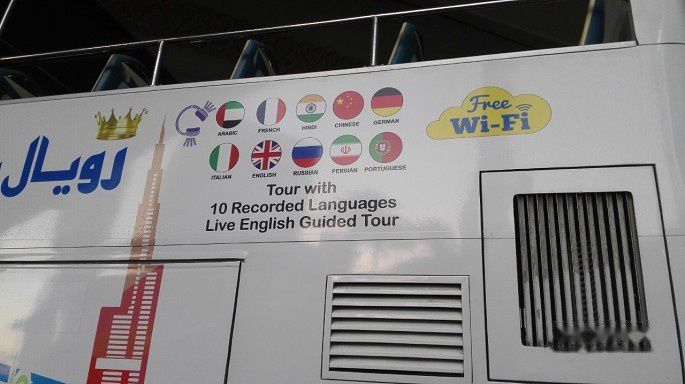 رويال
ARABIC FRENCH HINDI CHINESE GERMAN
ITALIAN ENGLISH RUSSIAN PERSIAN PORTUGUESE
Tour with
10 Recorded Languages
Live English Guided Tour
Free
Wi-Fi